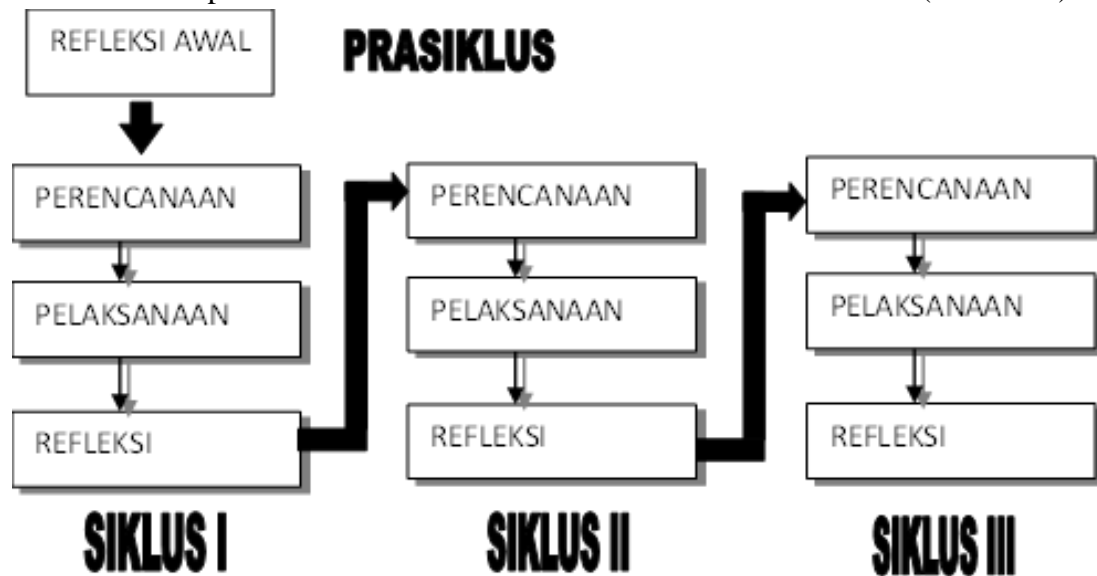 REFLEKSI AWAL
PRASIKLUS
PERENCANAAN
PELAKSANAAN
REFLEKSI
SIKLUS I
PERENCANAAN
PELAKSANAAN
REFLEKSI
SIKLUS II
PERENCANAAN
PELAKSANAAN
REFLEKSI
SIKLUS III